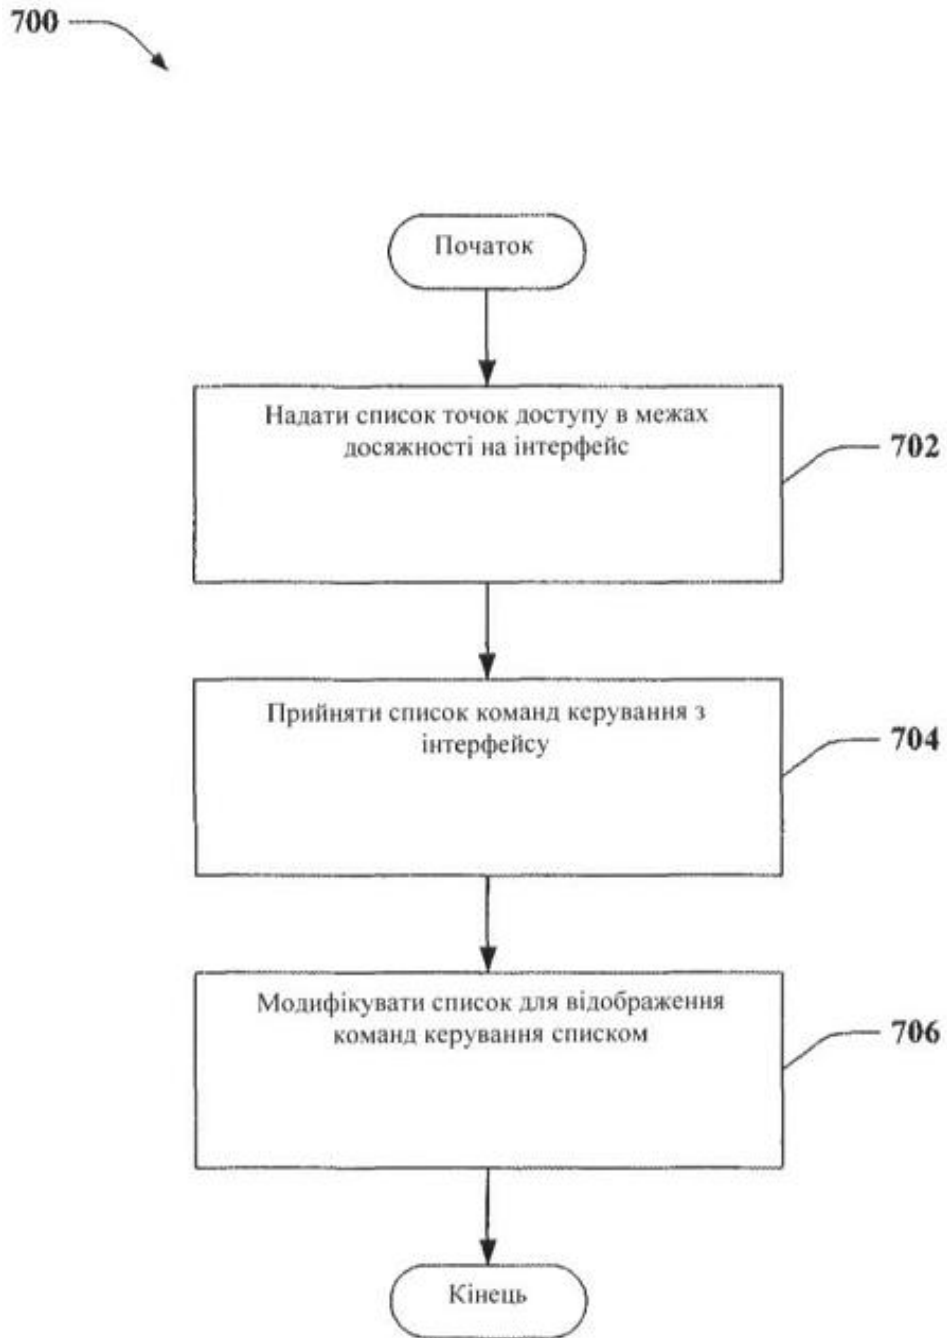 700
Початок
Надати список точок доступу в межах
досяжності на інтерфейс
702
Прийняти список команд керування з
інтерфейсу
704
Модифікувати список для відображення
команд керування списком
706
Кінець